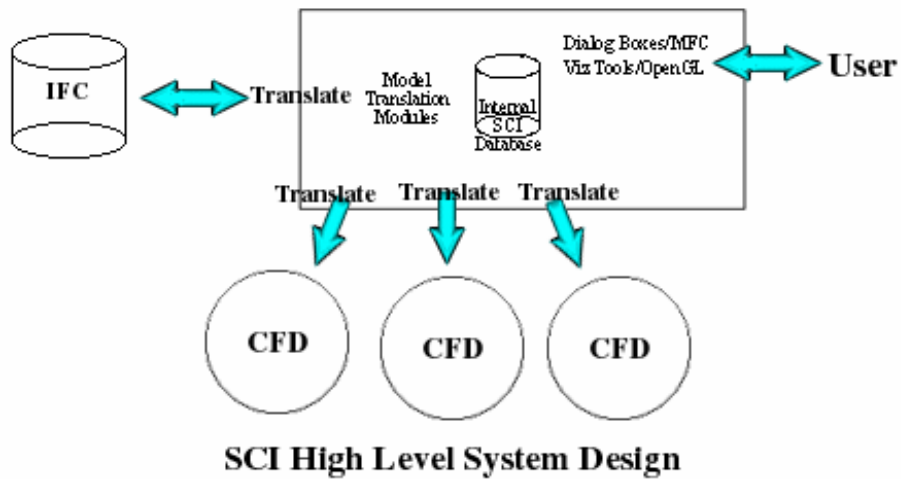 Dialog Boxes/MFC
Viz Tools/OpenGL
User
IFC
Translate
Model
Translation
Modules
Internal
SCI
Database
Translate
Translate
Translate
CFD
CFD
CFD
SCI High Level System Design